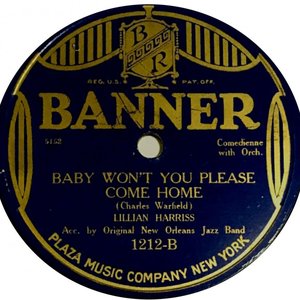 B
R
REG. U.S. PAT. OFF.
BANNER
5152
Comedienne
with Orch.
BABY WON'T YOU PLEASE
COME HOME
(Charles Warfield)
LILLIAN HARRISS
Acc. by Original New Orleans Jazz Band
1212-B
PLAZA MUSIC COMPANY NEW YORK